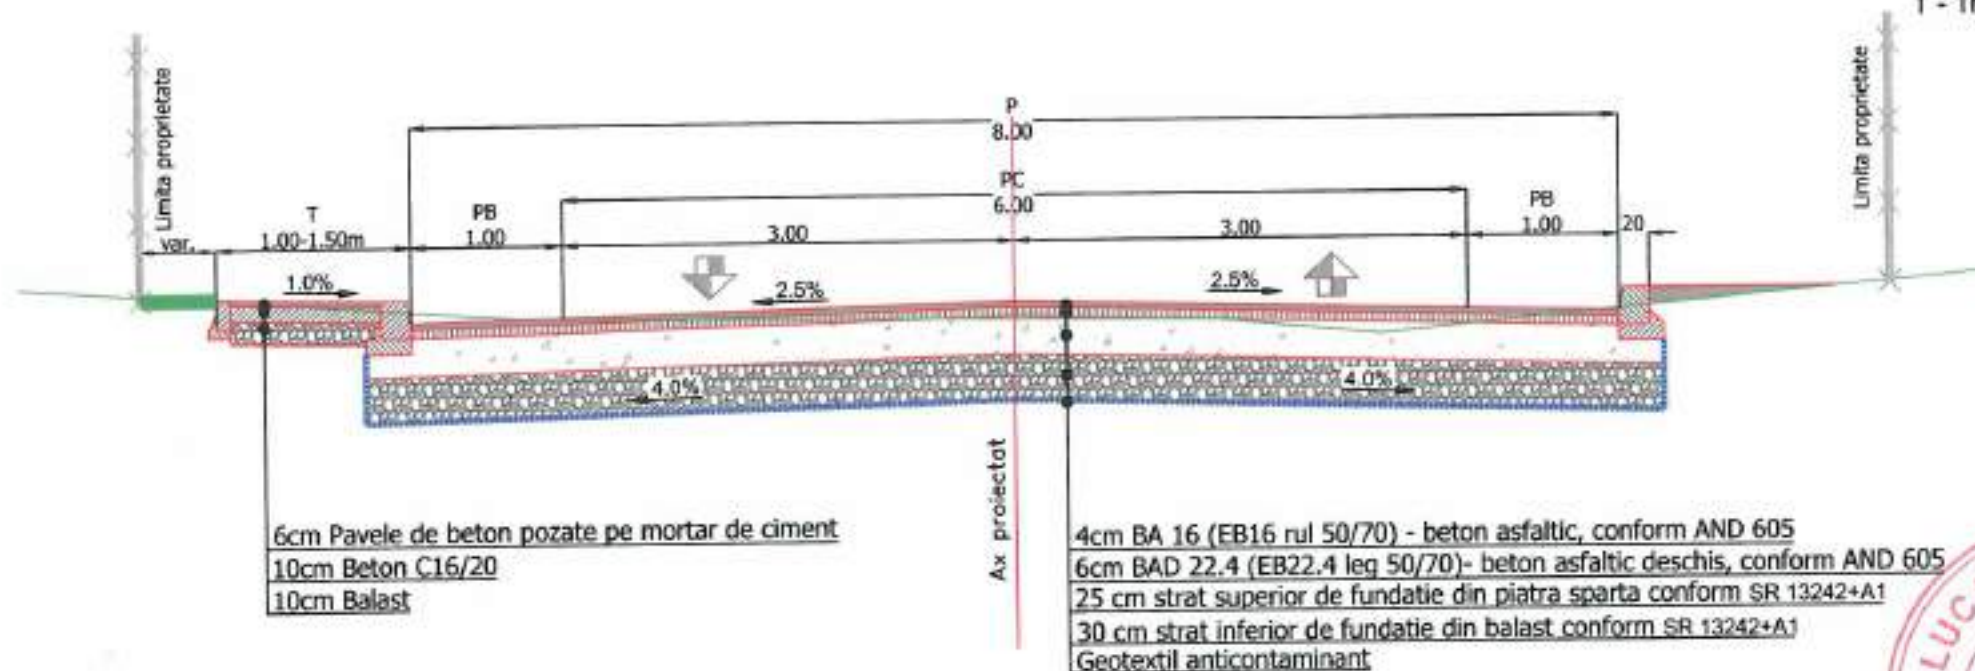 Limita proprietate
Limita proprietate
P
8.00
PC
6.00
T
PB
PB
var.
1.00-1.50m
1.00
3.00
3.00
1.00
20
1.0%
2.5%
2.5%
4.0%
4.0%
Ax proiectat
6cm Pavele de beton pozate pe mortar de ciment
10cm Beton C16/20
10cm Balast
4cm BA 16 (EB16 rul 50/70) - beton asfaltic, conform AND 605
6cm BAD 22.4 (EB22.4 leg 50/70)- beton asfaltic deschis, conform AND 605
25 cm strat superior de fundatie din piatra sparta conform SR 13242+A1
30 cm strat inferior de fundatie din balast conform SR 13242+A1
Geotextil anticontaminant
LUC